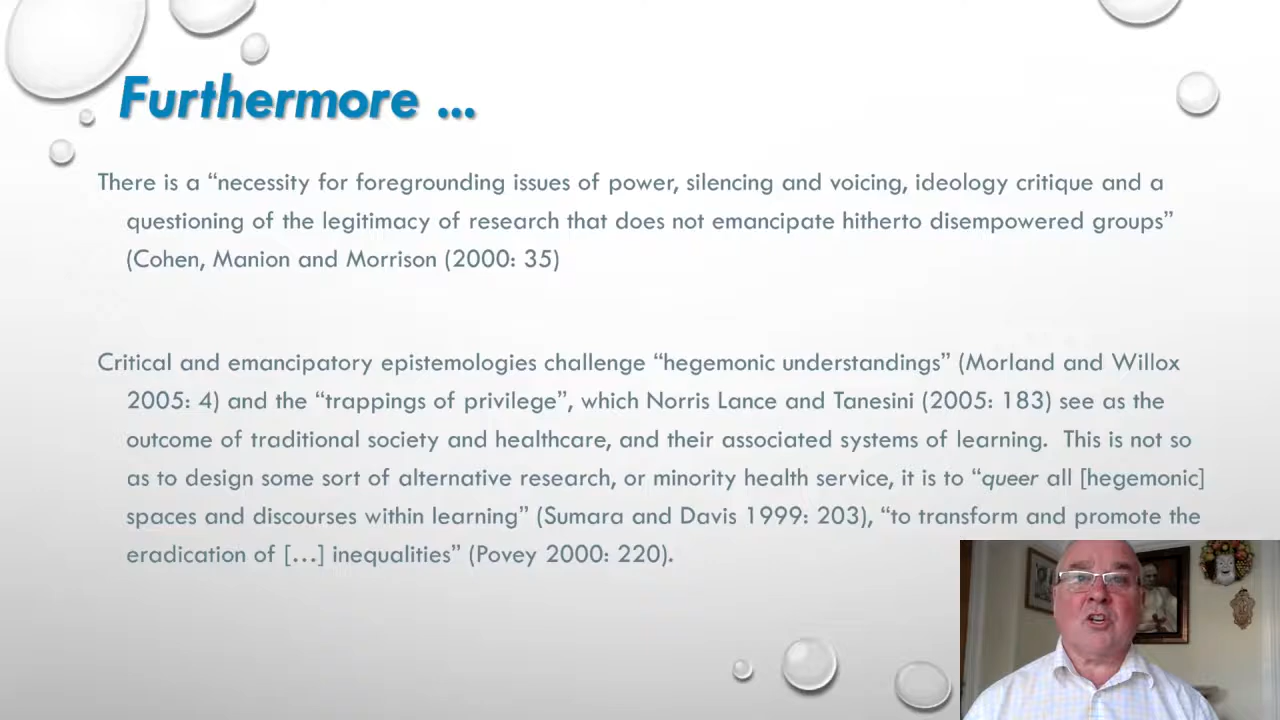 Furthermore ...
There is a “necessity for foregrounding issues of power, silencing and voicing, ideology critique and a
questioning of the legitimacy of research that does not emancipate hitherto disempowered groups”
(Cohen, Manion and Morrison (2000: 35)
Critical and emancipatory epistemologies challenge “hegemonic understandings” (Morland and Willox
2005: 4) and the “trappings of privilege”, which Norris Lance and Tanesini (2005: 183) see as the
outcome of traditional society and healthcare, and their associated systems of learning.  This is not so
as to design some sort of alternative research, or minority health service, it is to “queer all [hegemonic]
spaces and discourses within learning” (Sumara and Davis 1999: 203), “to transform and promote the
eradication of […] inequalities” (Povey 2000: 220).